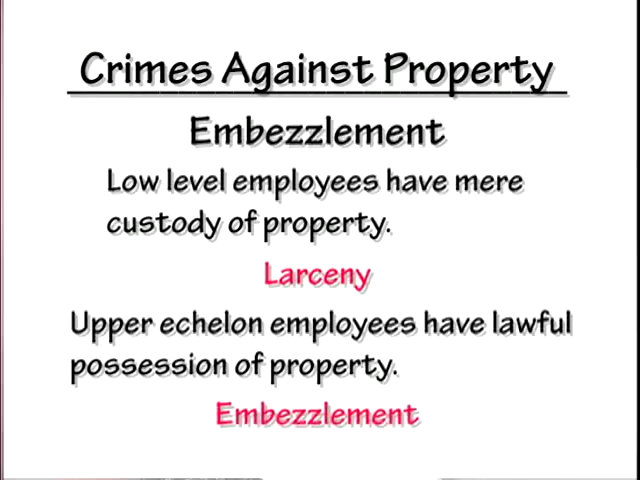 Crimes Against Property
Embezzlement
Low level employees have mere
custody of property.
Larceny
Upper echelon employees have lawful
possession of property.
Embezzlement